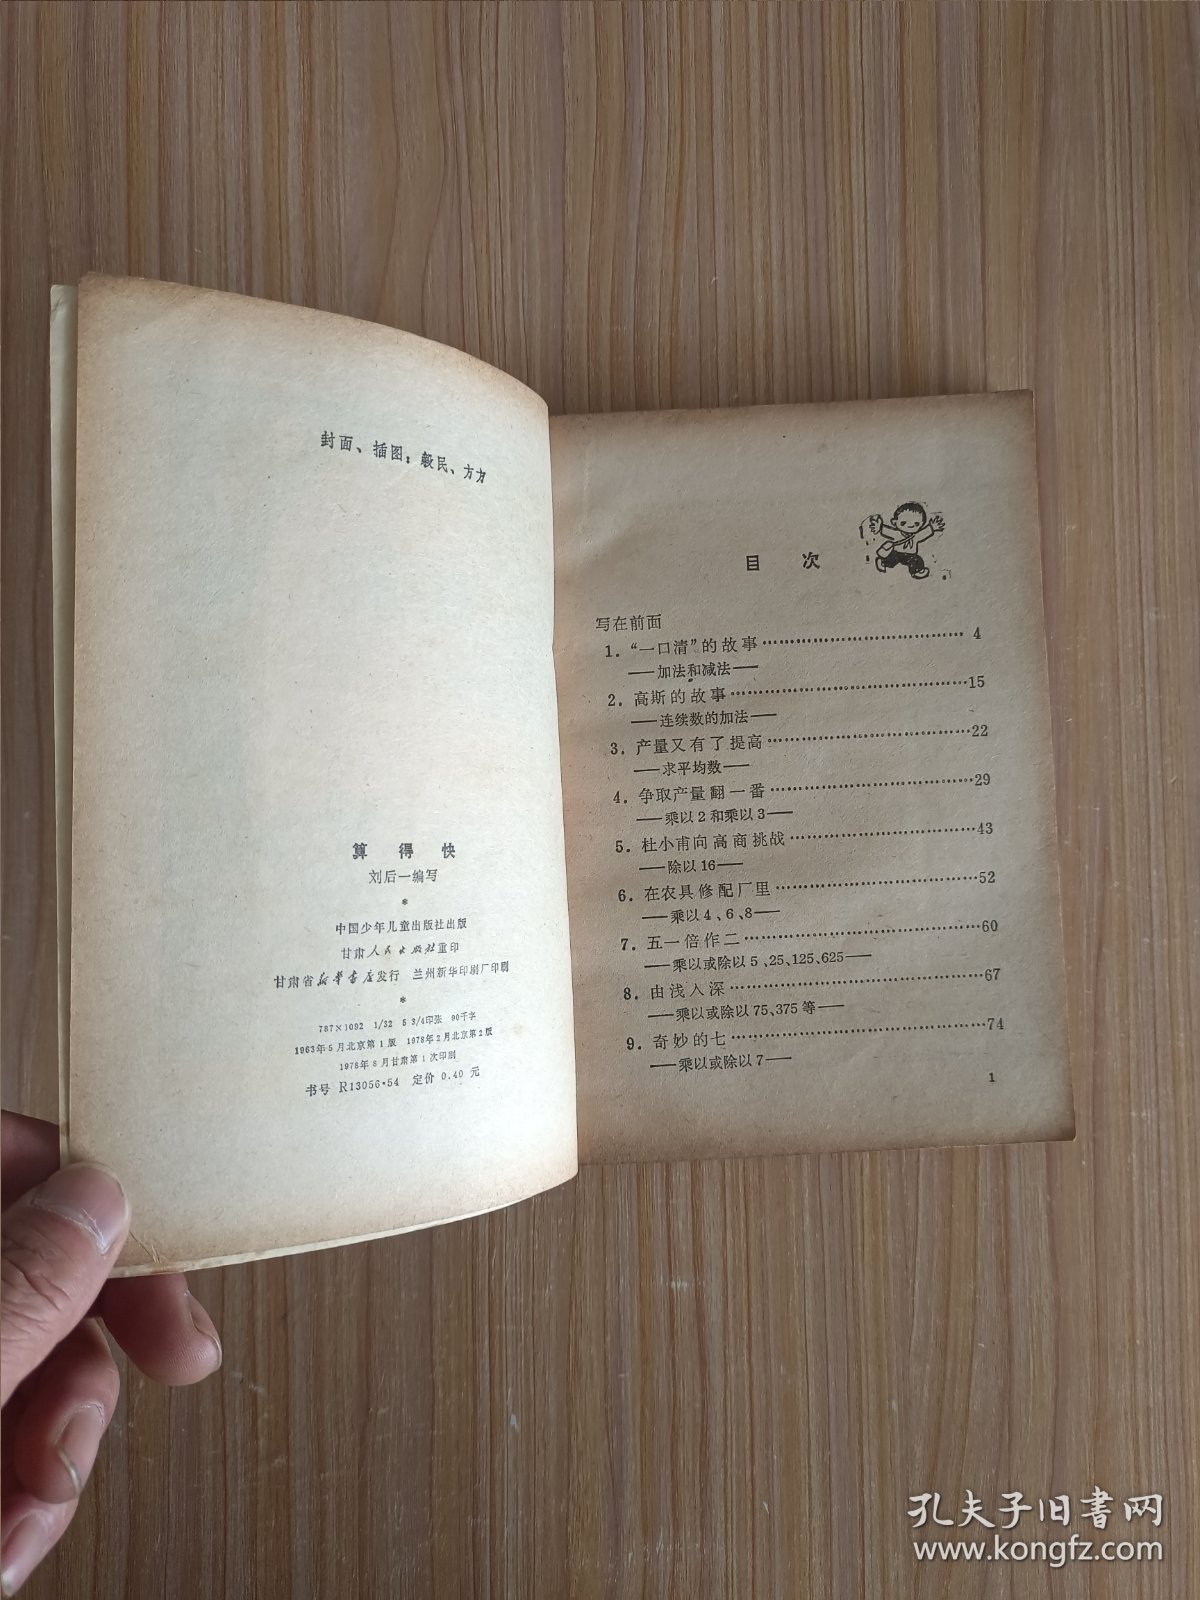 封面、插图：毅民、方方
算得快
刘后一编写
*
中国少年儿童出版社出版
甘肃人民出版社重印
甘肃省新华书店发行 兰州新华印刷厂印刷
*
787×1092 1/32 5 3/4印张 90千字
1963年5月北京第1版 1978年2月北京第2版
1978年8月甘肃第1次印刷
书号 R13056·54 定价 0.40 元
目 次
写在前面
1．“一口清”的故事……………………………… 4
——加法和减法——
2．高斯的故事………………………………15
——连续数的加法——
3．产量又有了提高………………………………22
——求平均数——
4．争取产量翻一番………………………………29
——乘以2和乘以3——
5．杜小甫向高商挑战………………………………43
——除以16——
6．在农具修配厂里………………………………52
——乘以4、6、8——
7．五一倍作二………………………………60
——乘以或除以5、25、125、625——
8．由浅入深………………………………67
——乘以或除以75、375等——
9．奇妙的七………………………………74
——乘以或除以7——
1
孔夫子旧书网
www.kongfz.com